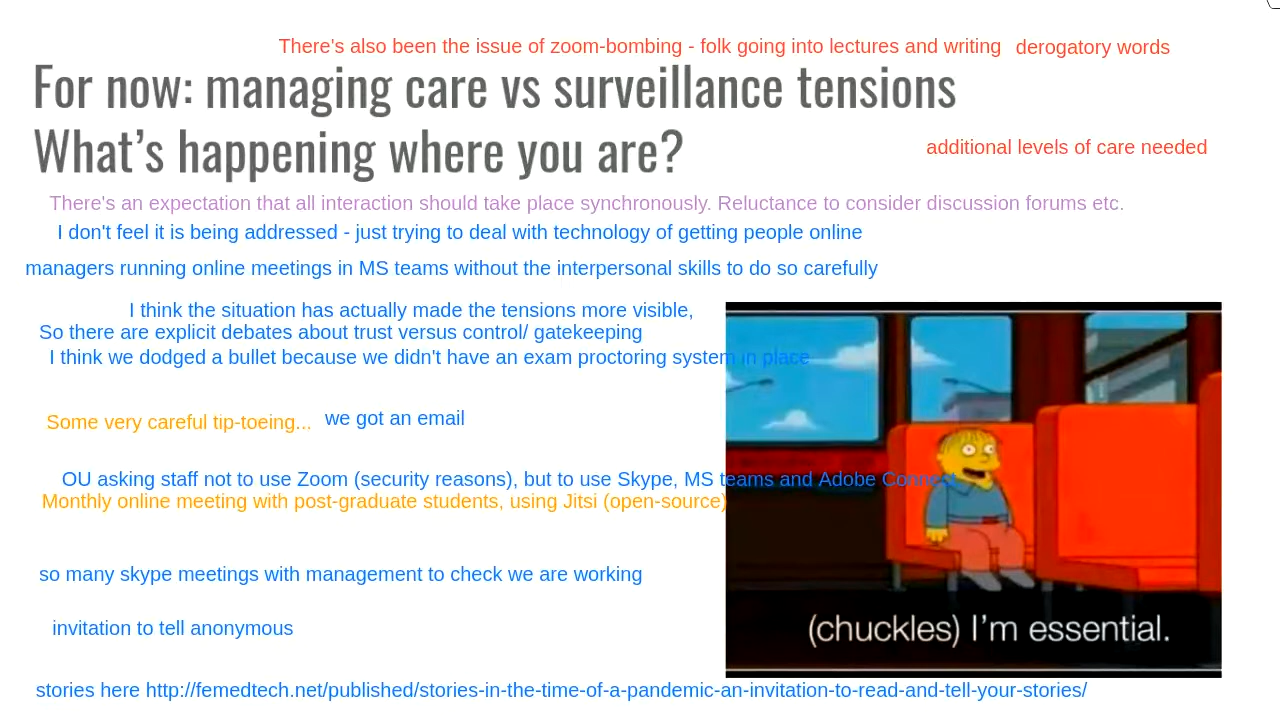 There's also been the issue of zoom-bombing - folk going into lectures and writing derogatory words
For now: managing care vs surveillance tensions
What's happening where you are?
additional levels of care needed
There's an expectation that all interaction should take place synchronously. Reluctance to consider discussion forums etc.
I don't feel it is being addressed - just trying to deal with technology of getting people online
managers running online meetings in MS teams without the interpersonal skills to do so carefully
I think the situation has actually made the tensions more visible,
So there are explicit debates about trust versus control/ gatekeeping
I think we dodged a bullet because we didn't have an exam proctoring system in place
Some very careful tip-toeing... we got an email
OU asking staff not to use Zoom (security reasons), but to use Skype, MS teams and Adobe Connect
Monthly online meeting with post-graduate students, using Jitsi (open-source)
so many skype meetings with management to check we are working
(chuckles) I'm essential.
invitation to tell anonymous
stories here http://femedtech.net/published/stories-in-the-time-of-a-pandemic-an-invitation-to-read-and-tell-your-stories/